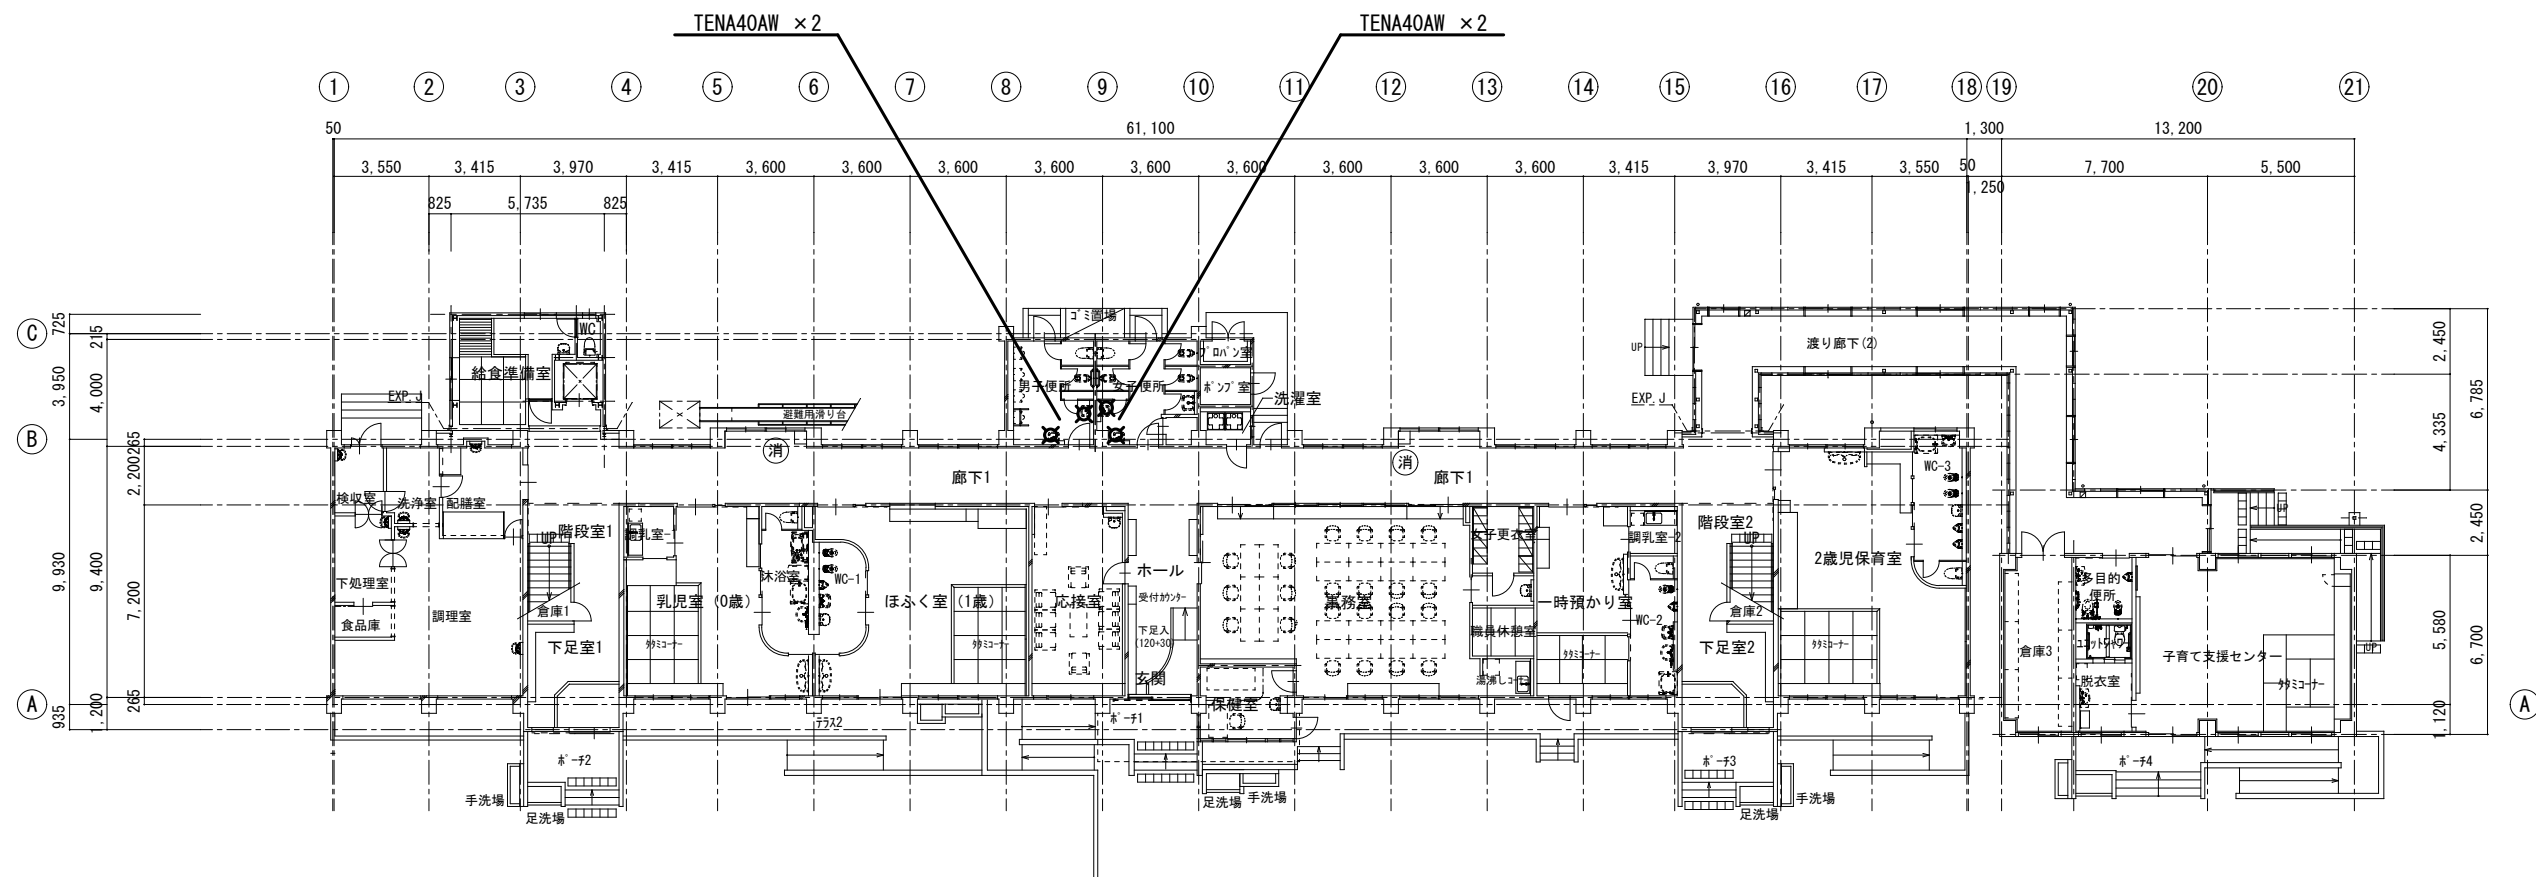 TENA40AW ×2
TENA40AW ×2
1 2 3 4 5 6 7 8 9 10 11 12 13 14 15 16 17 18 19 20 21
50 61,100 1,300 13,200
3,550 3,415 3,970 3,415 3,600 3,600 3,600 3,600 3,600 3,600 3,600 3,600 3,600 3,415 3,970 3,415 3,550 50 7,700 5,500
1,250
825 5,735 825
C
725
215
3,950
4,000
B
265
2,200
9,930
9,400
7,200
A
265
1,200
935
2,450
6,785
4,335
2,450
5,580
6,700
1,120
A
ゴミ置場
WC
給食準備室
EXP.J
避難用滑り台
男子便所
女子便所
プロパン室
ポンプ室
洗濯室
UP
渡り廊下(2)
EXP.J
消
消
廊下1
廊下1
WC-3
検収室
洗浄室
配膳室
階段室1
UP
調乳室-1
沐浴室
WC-1
ホール
女子更衣室
調乳室-2
階段室2
UP
2歳児保育室
UP
下処理室
食品庫
調理室
倉庫1
下足室1
乳児室(0歳)
タタミコーナー
ほふく室(1歳)
タタミコーナー
応接室
受付カウンター
下足入
(120+30)
玄関
事務室
職員休憩室
湯沸しコーナー
一時預かり室
タタミコーナー
WC-2
倉庫2
下足室2
タタミコーナー
多目的
便所
ユニットシャワー
倉庫3
脱衣室
子育て支援センター
タタミコーナー
UP
保健室
テラス2
ポーチ1
ポーチ2
ポーチ3
ポーチ4
手洗場
足洗場
足洗場
手洗場
足洗場
手洗場